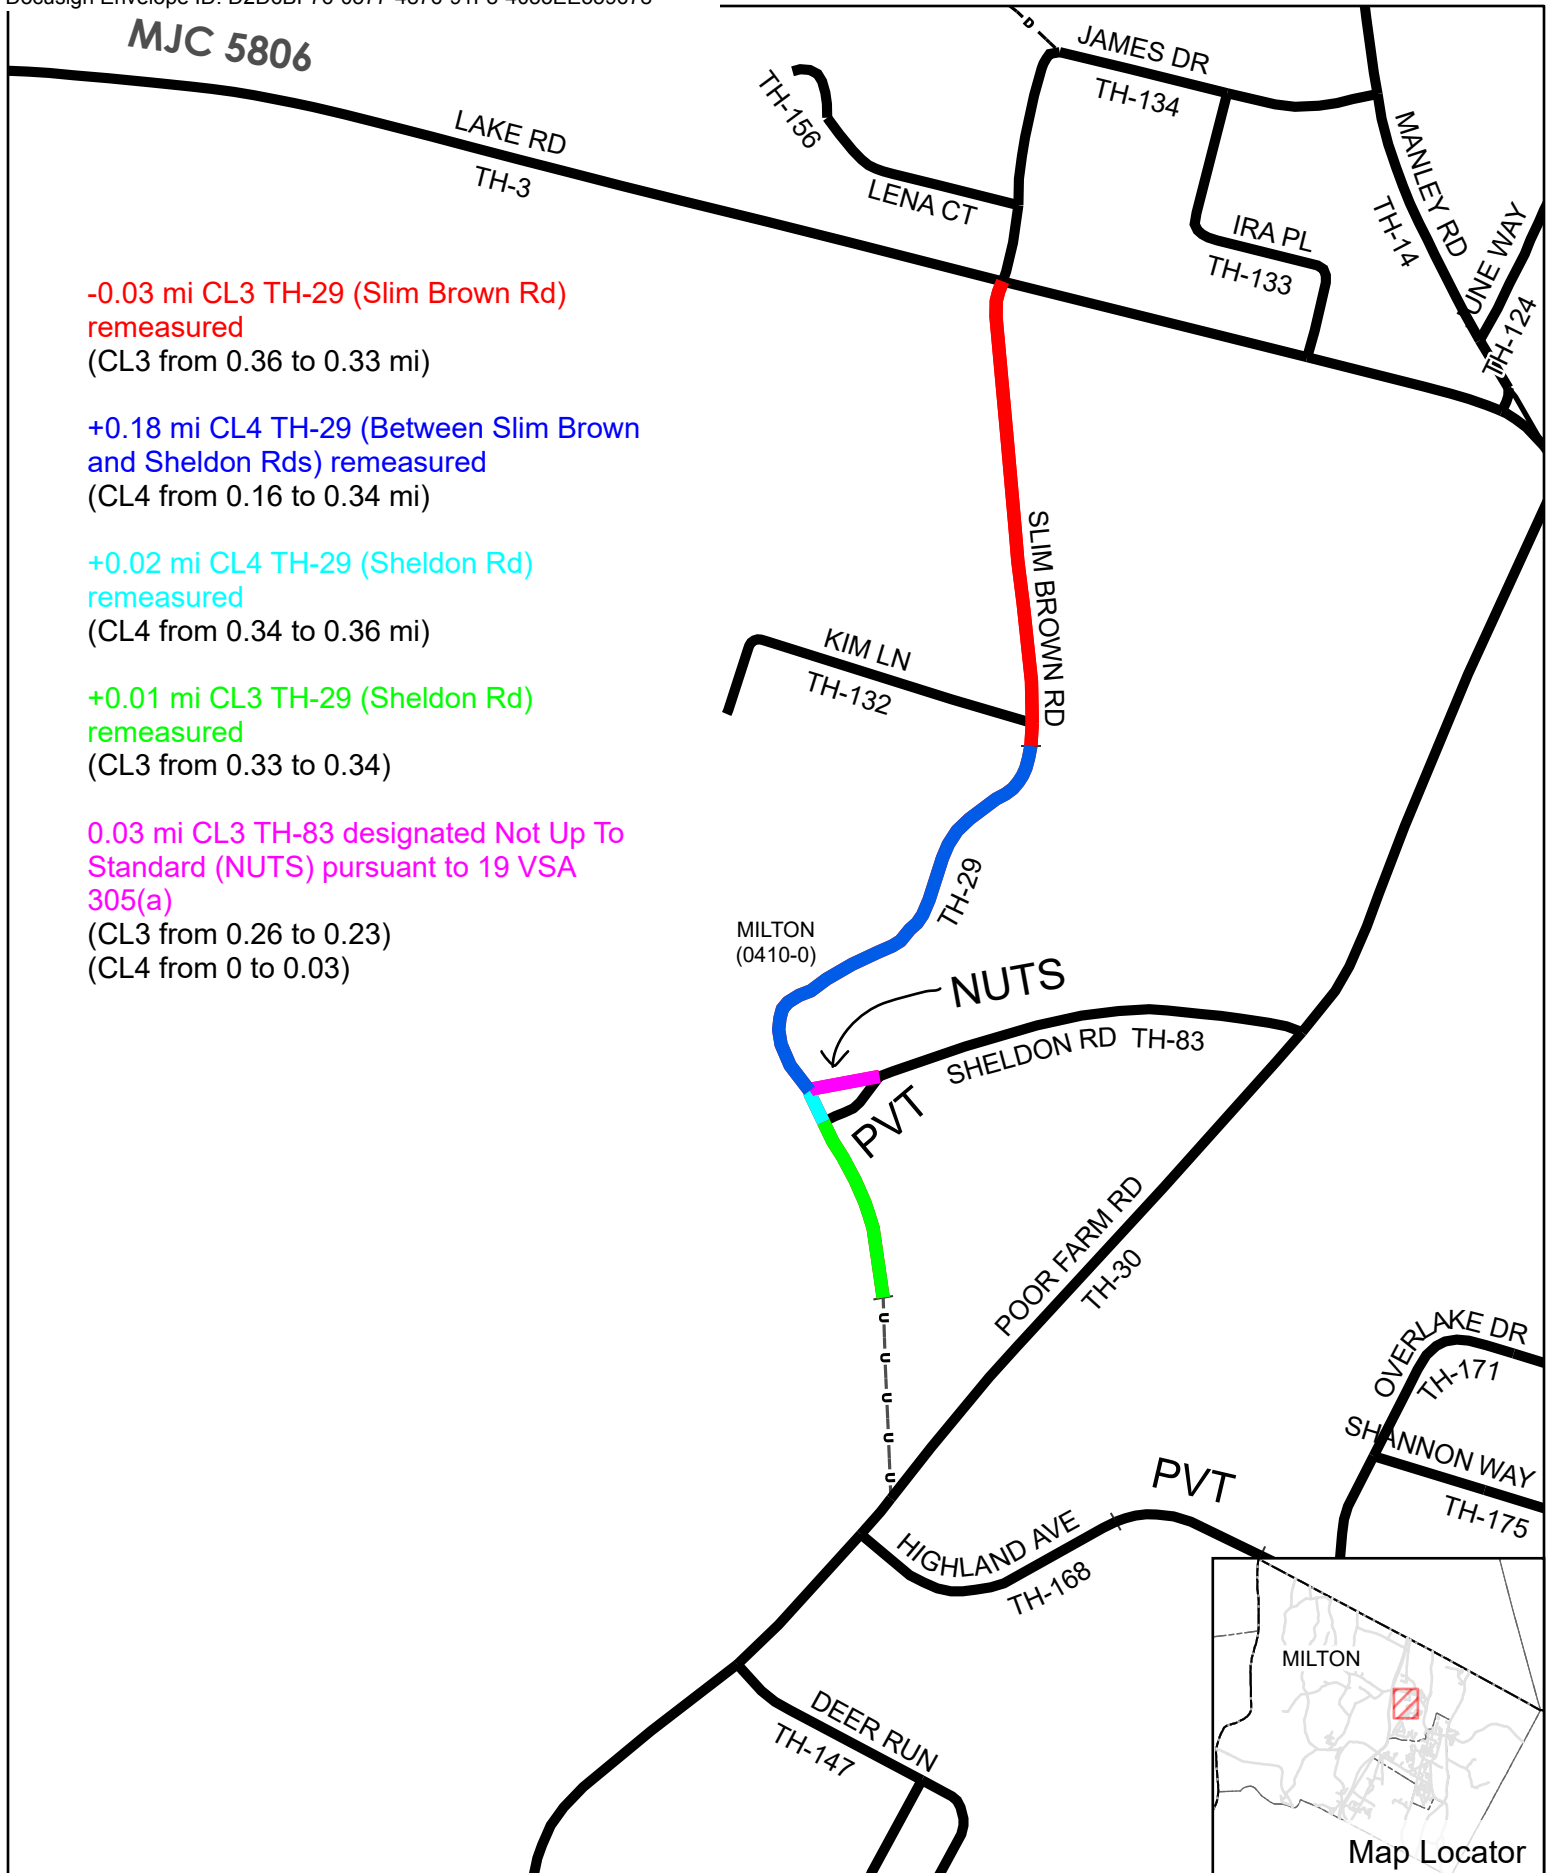 MJC 5806
LAKE RD
TH-3
TH-156
LENA CT
D
JAMES DR
TH-134
IRA PL
TH-133
MANLEY RD
TH-14
JUNE WAY
TH-124
-0.03 mi CL3 TH-29 (Slim Brown Rd)
remeasured
(CL3 from 0.36 to 0.33 mi)
+0.18 mi CL4 TH-29 (Between Slim Brown
and Sheldon Rds) remeasured
(CL4 from 0.16 to 0.34 mi)
+0.02 mi CL4 TH-29 (Sheldon Rd)
remeasured
(CL4 from 0.34 to 0.36 mi)
+0.01 mi CL3 TH-29 (Sheldon Rd)
remeasured
(CL3 from 0.33 to 0.34)
0.03 mi CL3 TH-83 designated Not Up To
Standard (NUTS) pursuant to 19 VSA
305(a)
(CL3 from 0.26 to 0.23)
(CL4 from 0 to 0.03)
SLIM BROWN RD
KIM LN
TH-132
TH-29
MILTON
(0410-0)
NUTS
SHELDON RD TH-83
PVT
POOR FARM RD
TH-30
U
U
U
U
U
OVERLAKE DR
TH-171
SHANNON WAY
TH-175
PVT
HIGHLAND AVE
TH-168
DEER RUN
TH-147
MILTON
Map Locator